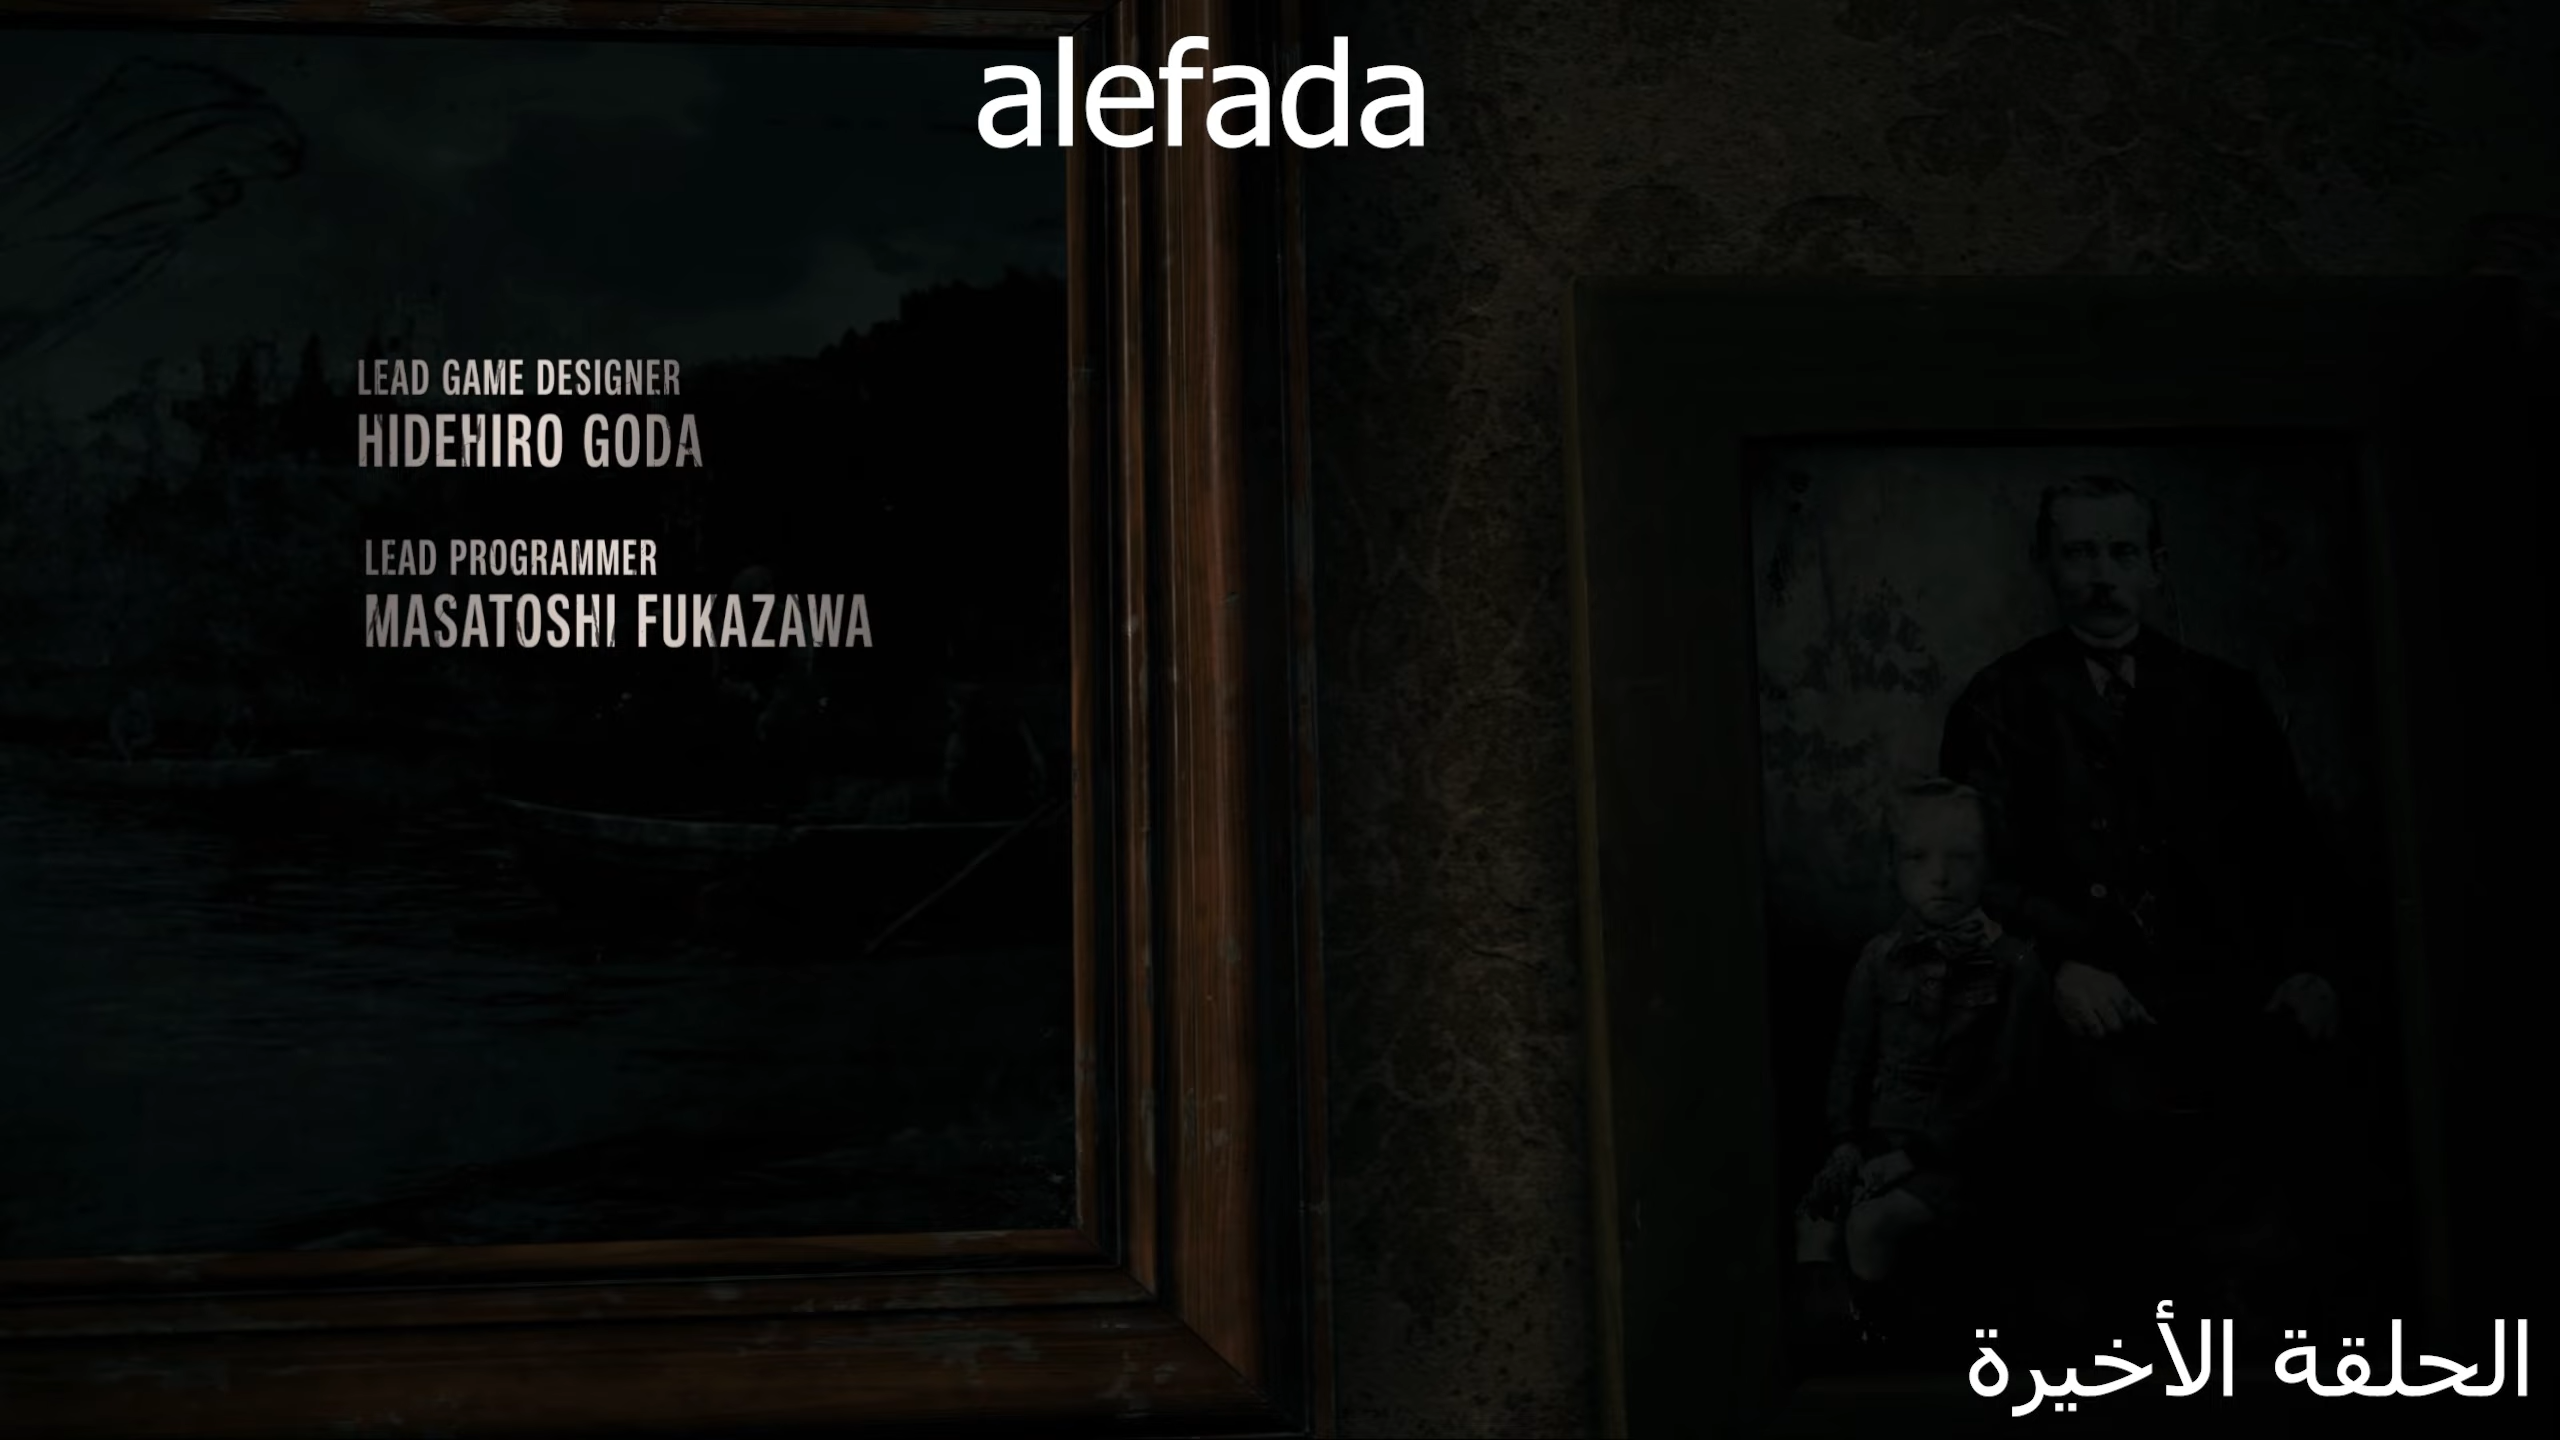 alefada
LEAD GAME DESIGNER
HIDEHIRO GODA
LEAD PROGRAMMER
MASATOSHI FUKAZAWA
الحلقة الأخيرة